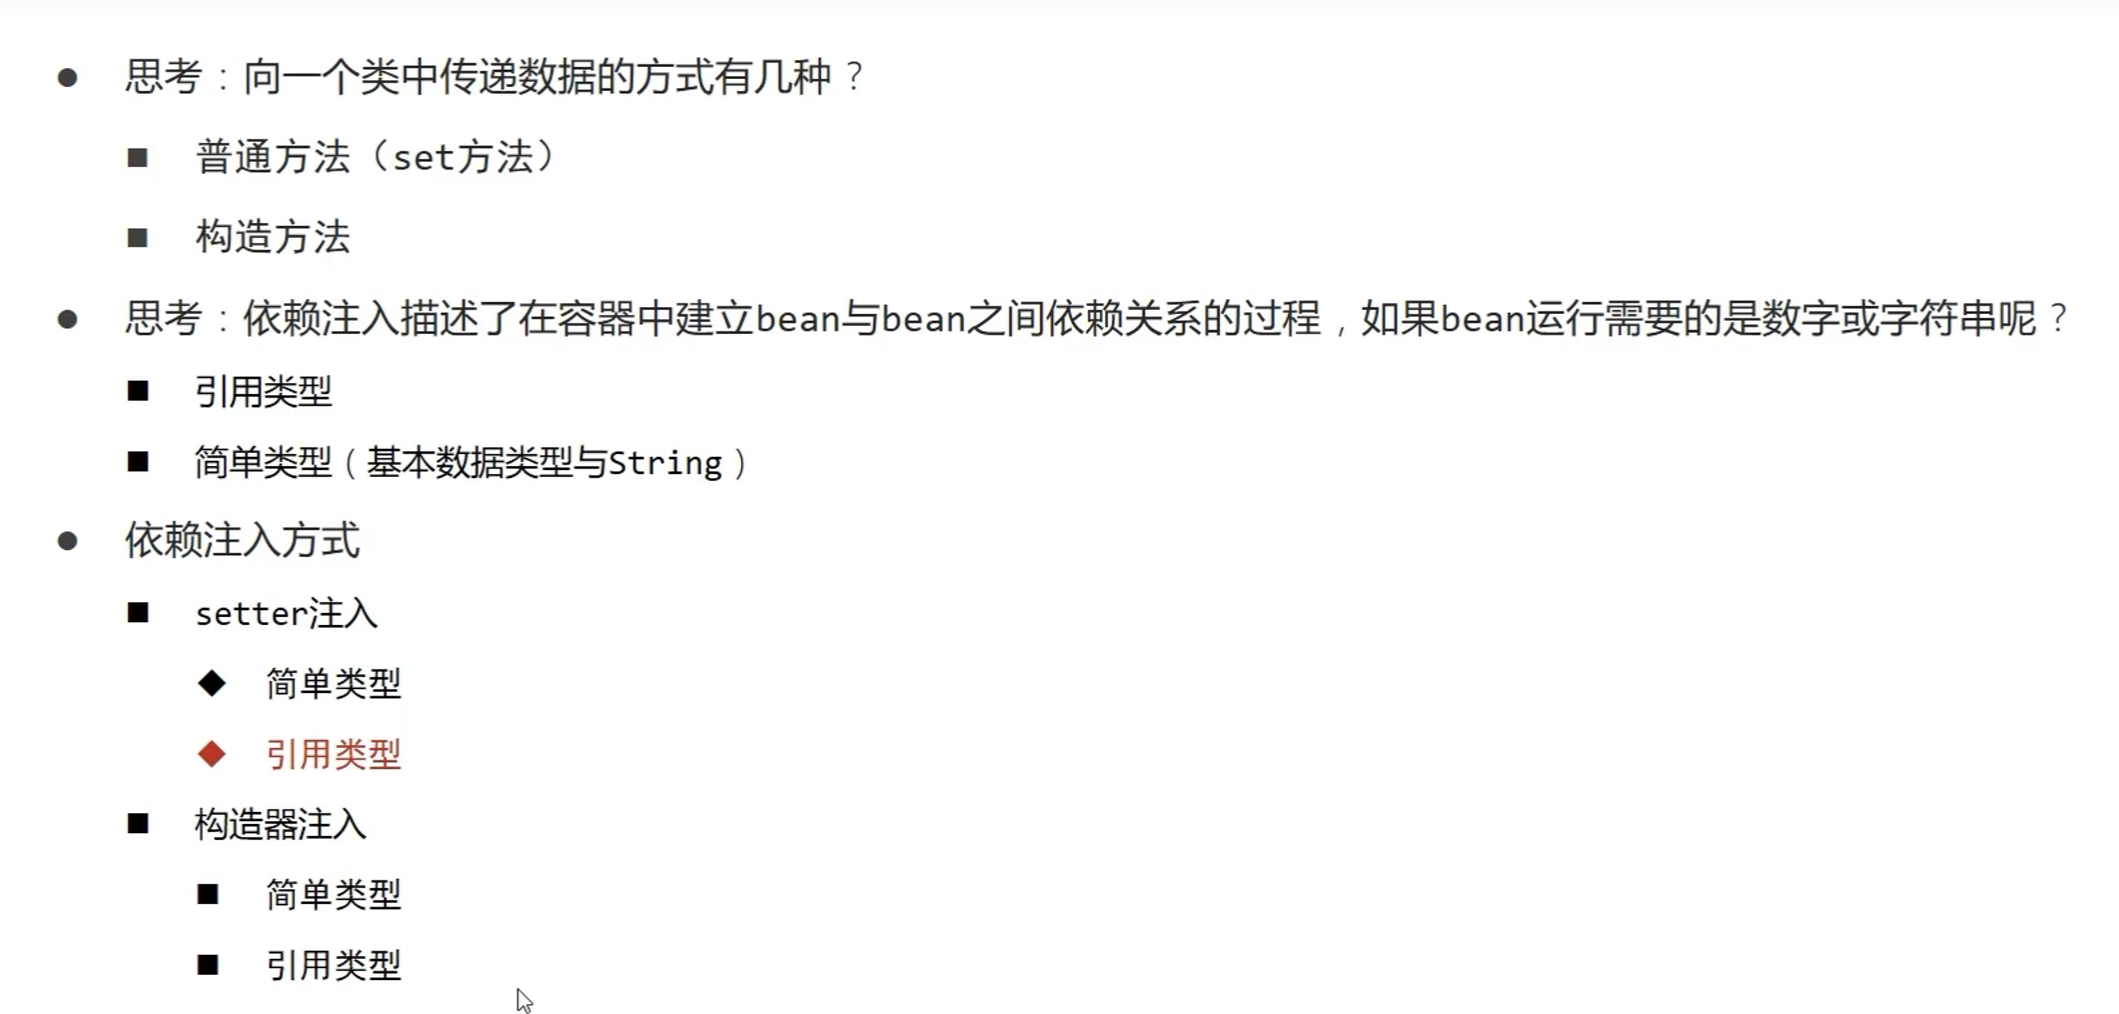 思考：向一个类中传递数据的方式有几种？
普通方法（set方法）
构造方法
思考：依赖注入描述了在容器中建立bean与bean之间依赖关系的过程，如果bean运行需要的是数字或字符串呢？
引用类型
简单类型（基本数据类型与String）
依赖注入方式
setter注入
简单类型
引用类型
构造器注入
简单类型
引用类型